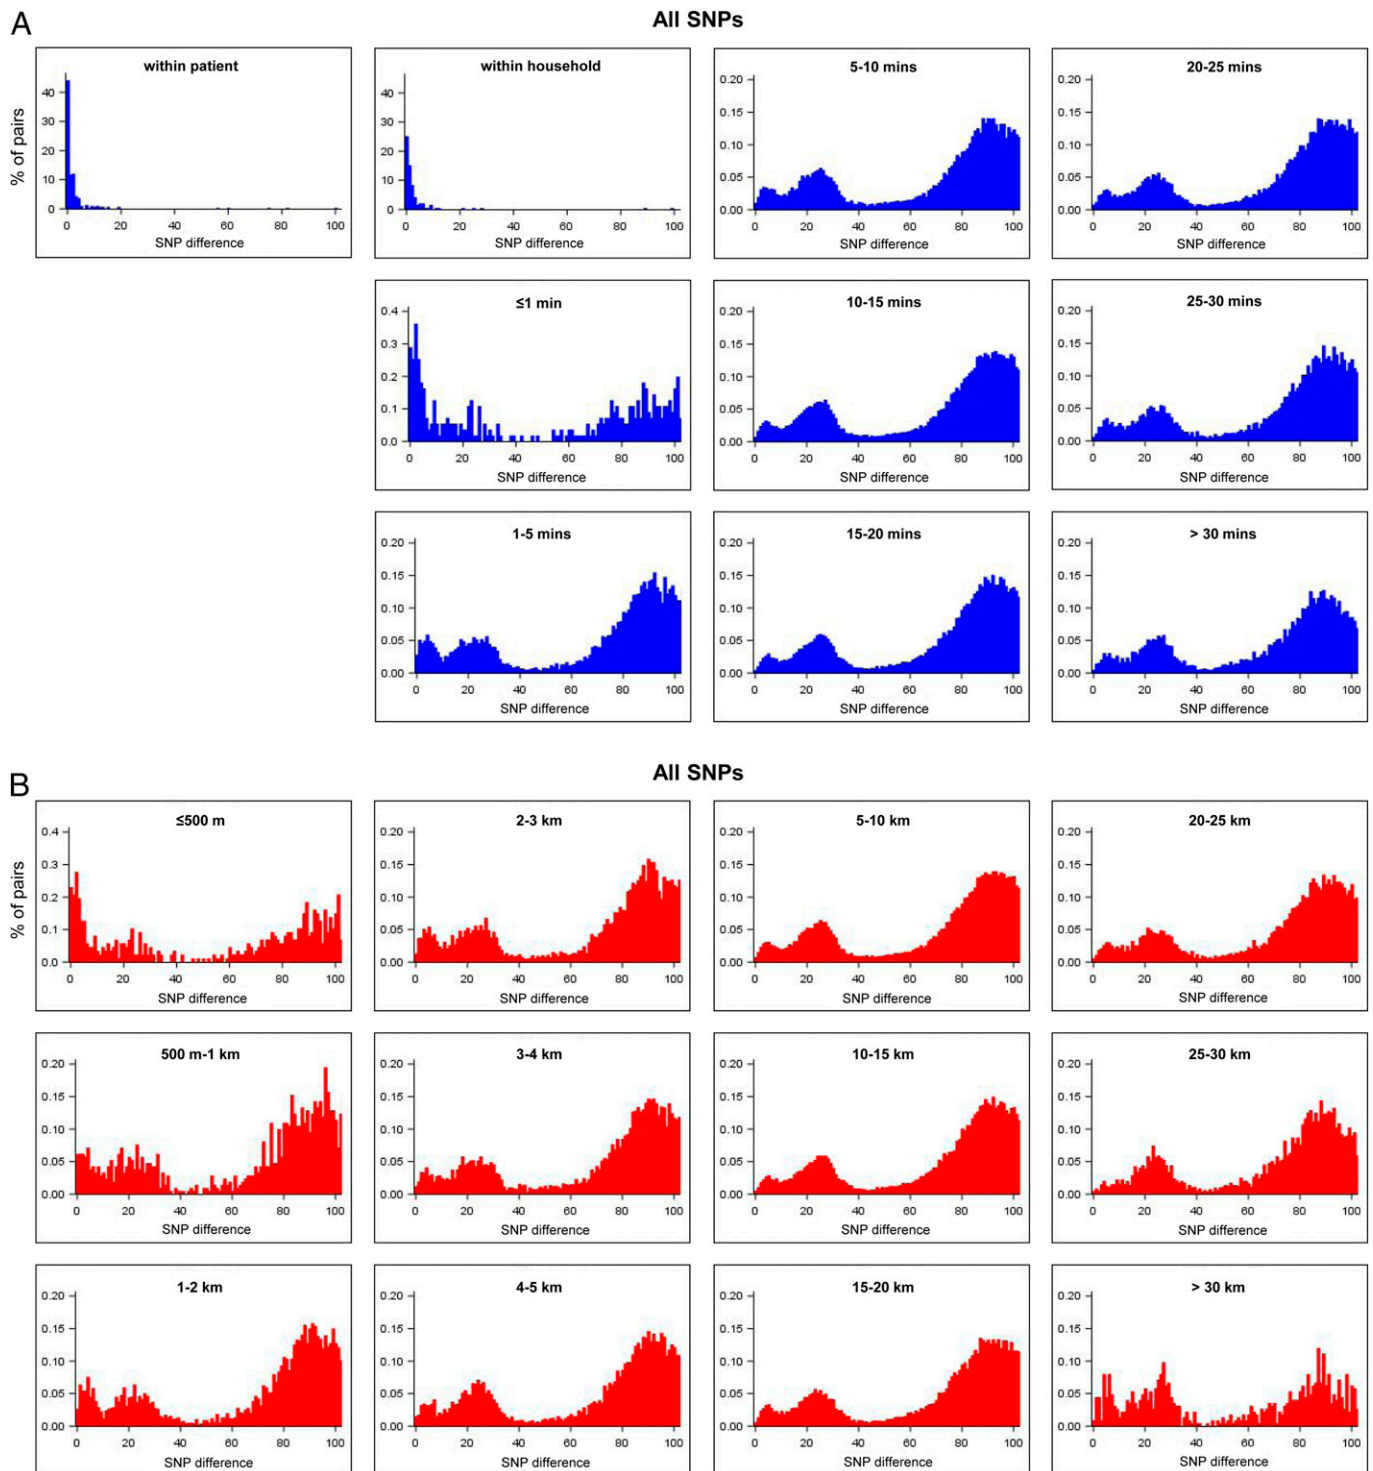 A
All SNPs
within patient
% of pairs
40
30
20
10
0
0 20 40 60 80 100
SNP difference
within household
40
30
20
10
0
0 20 40 60 80 100
SNP difference
5-10 mins
0.20
0.15
0.10
0.05
0.00
0 20 40 60 80 100
SNP difference
20-25 mins
0.20
0.15
0.10
0.05
0.00
0 20 40 60 80 100
SNP difference
≤1 min
0.4
0.3
0.2
0.1
0.0
0 20 40 60 80 100
SNP difference
10-15 mins
0.20
0.15
0.10
0.05
0.00
0 20 40 60 80 100
SNP difference
25-30 mins
0.20
0.15
0.10
0.05
0.00
0 20 40 60 80 100
SNP difference
1-5 mins
0.20
0.15
0.10
0.05
0.00
0 20 40 60 80 100
SNP difference
15-20 mins
0.20
0.15
0.10
0.05
0.00
0 20 40 60 80 100
SNP difference
> 30 mins
0.20
0.15
0.10
0.05
0.00
0 20 40 60 80 100
SNP difference
B
All SNPs
≤500 m
% of pairs
0.4
0.3
0.2
0.1
0.0
0 20 40 60 80 100
SNP difference
2-3 km
0.20
0.15
0.10
0.05
0.00
0 20 40 60 80 100
SNP difference
5-10 km
0.20
0.15
0.10
0.05
0.00
0 20 40 60 80 100
SNP difference
20-25 km
0.20
0.15
0.10
0.05
0.00
0 20 40 60 80 100
SNP difference
500 m-1 km
0.20
0.15
0.10
0.05
0.00
0 20 40 60 80 100
SNP difference
3-4 km
0.20
0.15
0.10
0.05
0.00
0 20 40 60 80 100
SNP difference
10-15 km
0.20
0.15
0.10
0.05
0.00
0 20 40 60 80 100
SNP difference
25-30 km
0.20
0.15
0.10
0.05
0.00
0 20 40 60 80 100
SNP difference
1-2 km
0.20
0.15
0.10
0.05
0.00
0 20 40 60 80 100
SNP difference
4-5 km
0.20
0.15
0.10
0.05
0.00
0 20 40 60 80 100
SNP difference
15-20 km
0.20
0.15
0.10
0.05
0.00
0 20 40 60 80 100
SNP difference
> 30 km
0.20
0.15
0.10
0.05
0.00
0 20 40 60 80 100
SNP difference